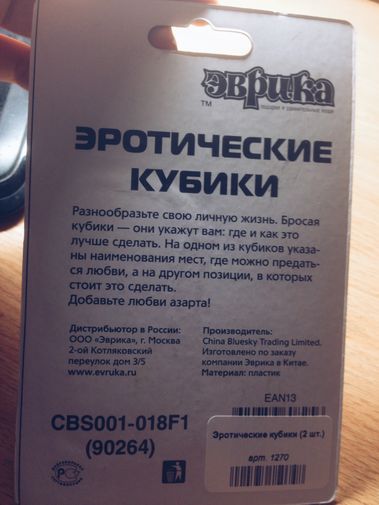 эврика
TM
подарки • удивительные вещи
ЭРОТИЧЕСКИЕ
КУБИКИ
Разнообразьте свою личную жизнь. Бросая
кубики — они укажут вам: где и как это
лучше сделать. На одном из кубиков указа-
ны наименования мест, где можно предать-
ся любви, а на другом позиции, в которых
стоит это сделать.
Добавьте любви азарта!
Дистрибьютор в России:
ООО «Эврика», г. Москва
2-ой Котляковский
переулок дом 3/5
www.evruka.ru
Производитель:
China Bluesky Trading Limited.
Изготовлено по заказу
компании Эврика в Китае.
Материал: пластик
EAN13
CBS001-018F1
(90264)
Эротические кубики (2 шт.)
арт. 1270